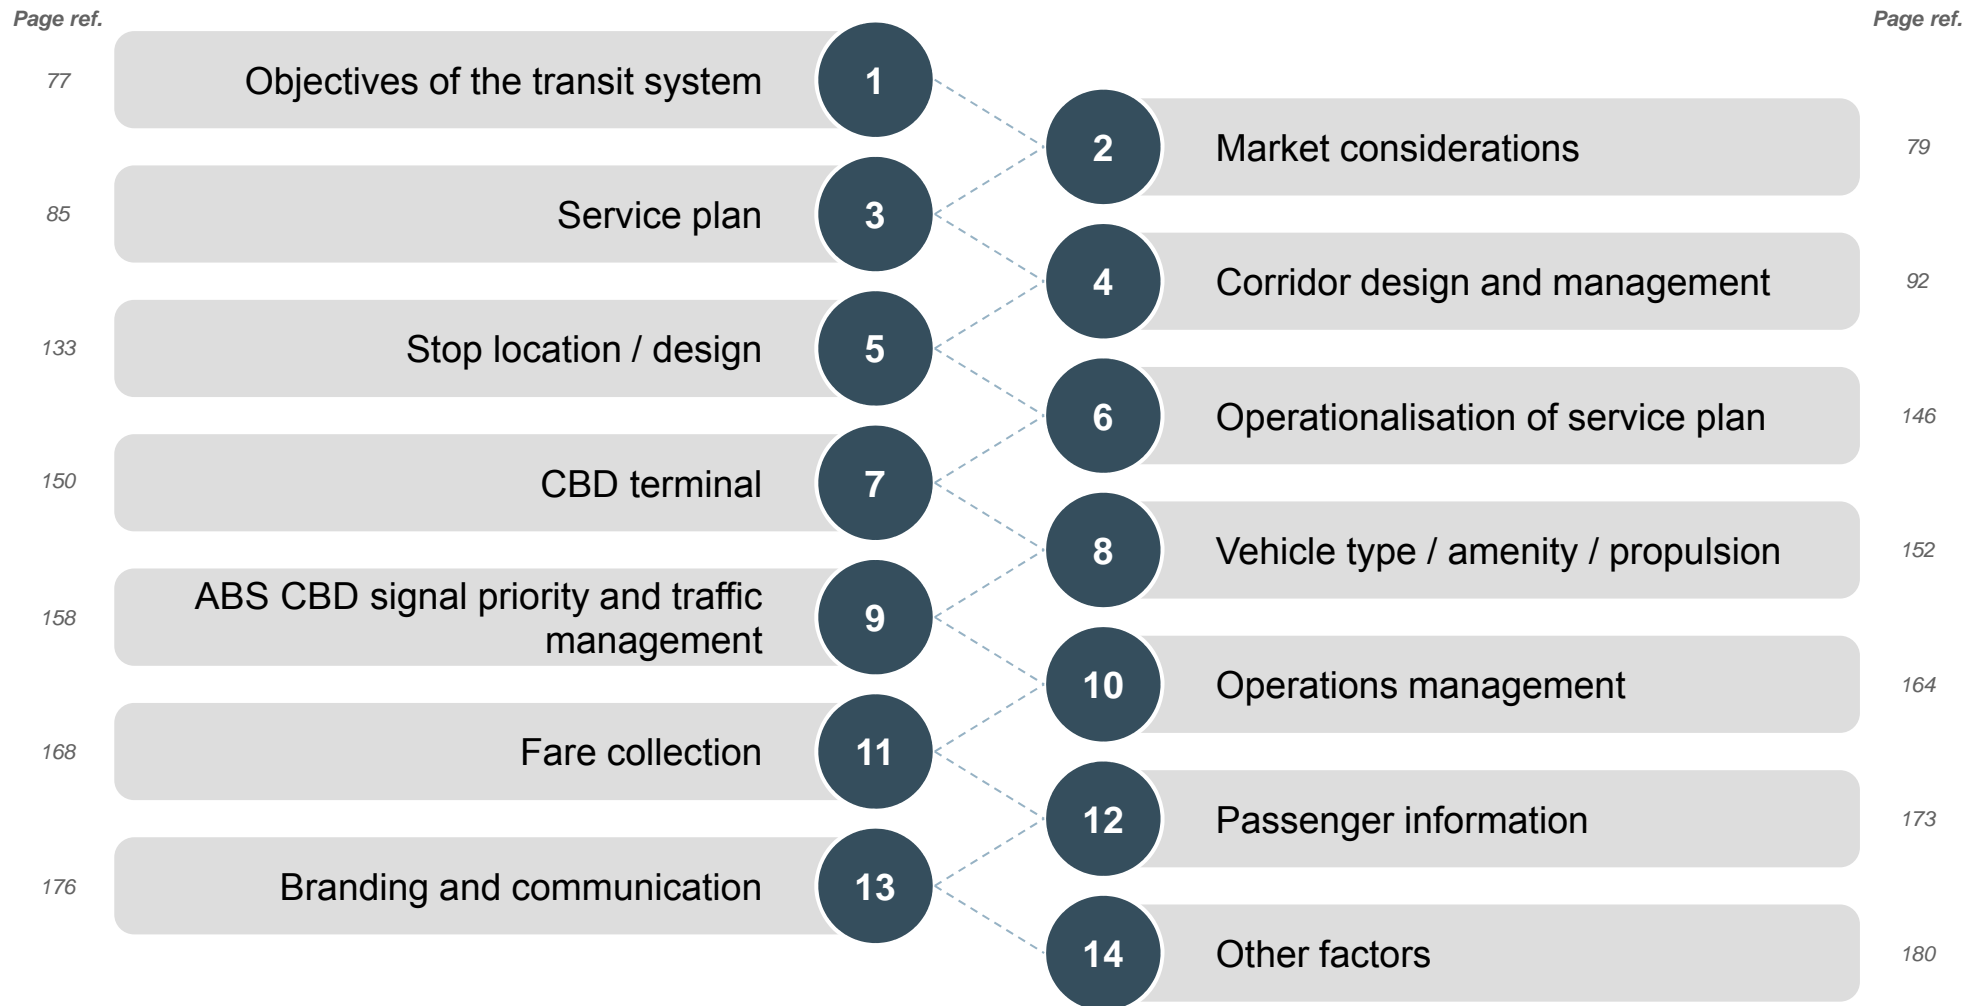 Page ref.
Page ref.
77
Objectives of the transit system
1
2
Market considerations
79
85
Service plan
3
4
Corridor design and management
92
133
Stop location / design
5
6
Operationalisation of service plan
146
150
CBD terminal
7
8
Vehicle type / amenity / propulsion
152
158
ABS CBD signal priority and traffic
management
9
10
Operations management
164
168
Fare collection
11
12
Passenger information
173
176
Branding and communication
13
14
Other factors
180